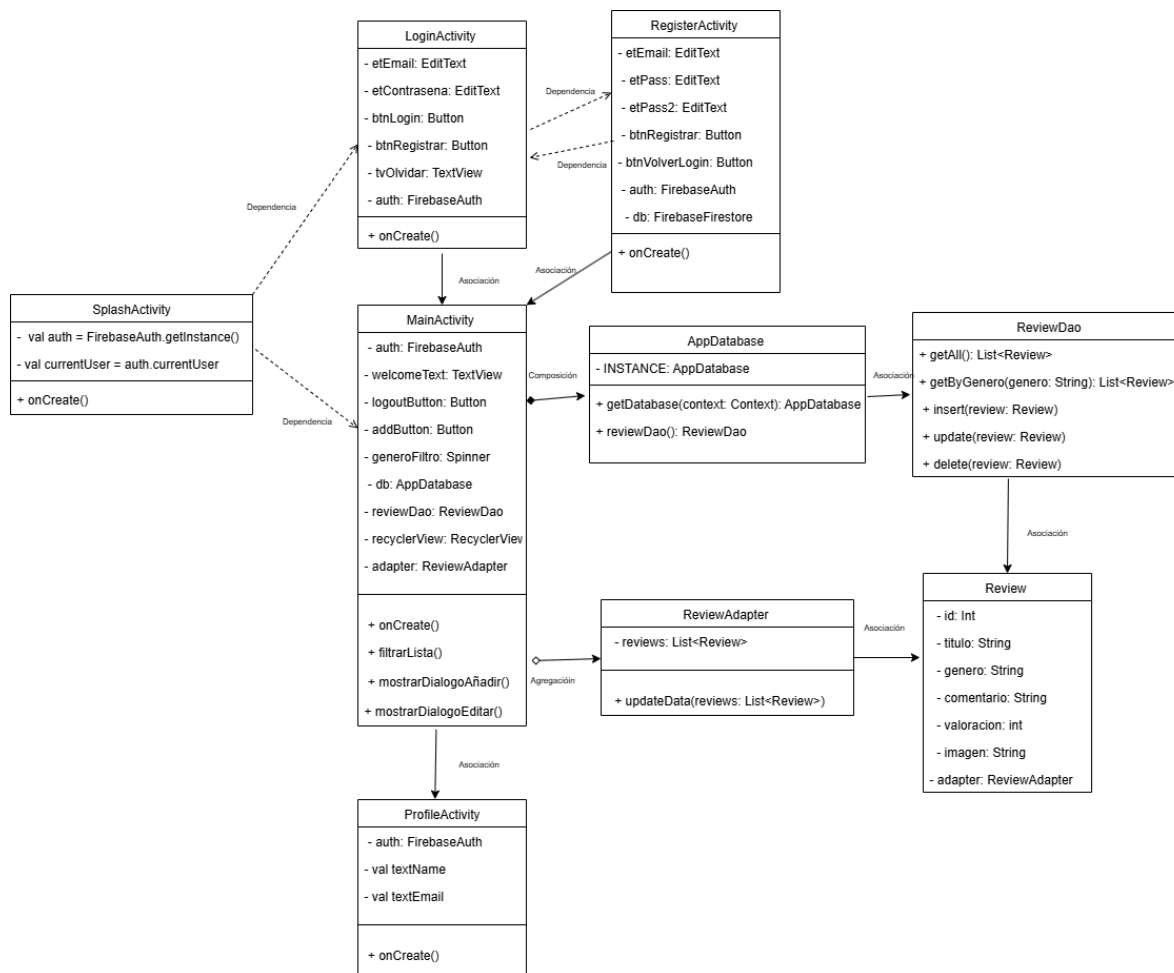 LoginActivity
- etEmail: EditText
- etContrasena: EditText
- btnLogin: Button
- btnRegistrar: Button
- tvOlvidar: TextView
- auth: FirebaseAuth
+ onCreate()
Dependencia
Dependencia
RegisterActivity
- etEmail: EditText
- etPass: EditText
- etPass2: EditText
- btnRegistrar: Button
- btnVolverLogin: Button
- auth: FirebaseAuth
- db: FirebaseFirestore
+ onCreate()
Dependencia
Asociación
Asociación
SplashActivity
- val auth = FirebaseAuth.getInstance()
- val currentUser = auth.currentUser
+ onCreate()
Dependencia
MainActivity
- auth: FirebaseAuth
- welcomeText: TextView
- logoutButton: Button
- addButton: Button
- generoFiltro: Spinner
- db: AppDatabase
- reviewDao: ReviewDao
- recyclerView: RecyclerView
- adapter: ReviewAdapter
+ onCreate()
+ filtrarLista()
+ mostrarDialogoAñadir()
+ mostrarDialogoEditar()
Composición
AppDatabase
- INSTANCE: AppDatabase
+ getDatabase(context: Context): AppDatabase
+ reviewDao(): ReviewDao
Asociación
ReviewDao
+ getAll(): List<Review>
+ getByGenero(genero: String): List<Review>
+ insert(review: Review)
+ update(review: Review)
+ delete(review: Review)
Asociación
Agregacióin
ReviewAdapter
- reviews: List<Review>
+ updateData(reviews: List<Review>)
Asociación
Review
- id: Int
- titulo: String
- genero: String
- comentario: String
- valoracion: int
- imagen: String
- adapter: ReviewAdapter
Asociación
ProfileActivity
- auth: FirebaseAuth
- val textName
- val textEmail
+ onCreate()